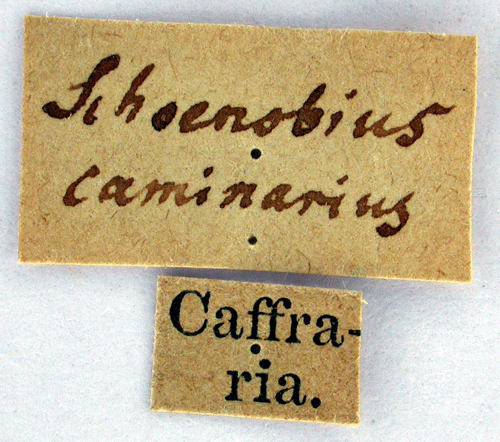 Schoenobius
caminarius
Caffra-
ria.